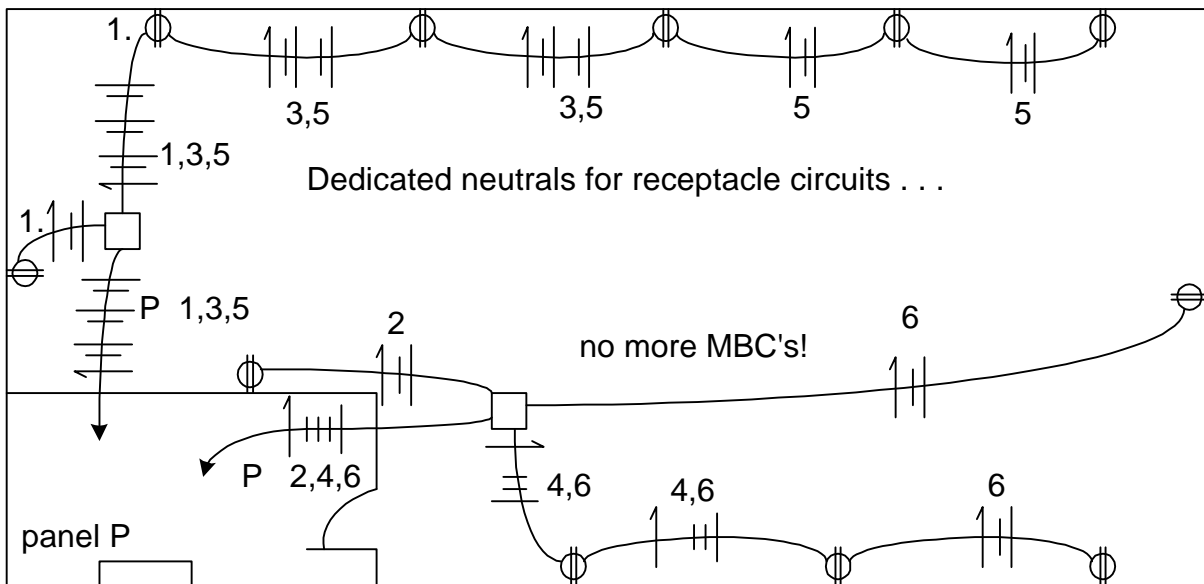 1.
3,5
3,5
5
5
1,3,5
Dedicated neutrals for receptacle circuits . . .
1.
P 1,3,5
2
no more MBC's!
6
P 2,4,6
4,6
4,6
6
panel P